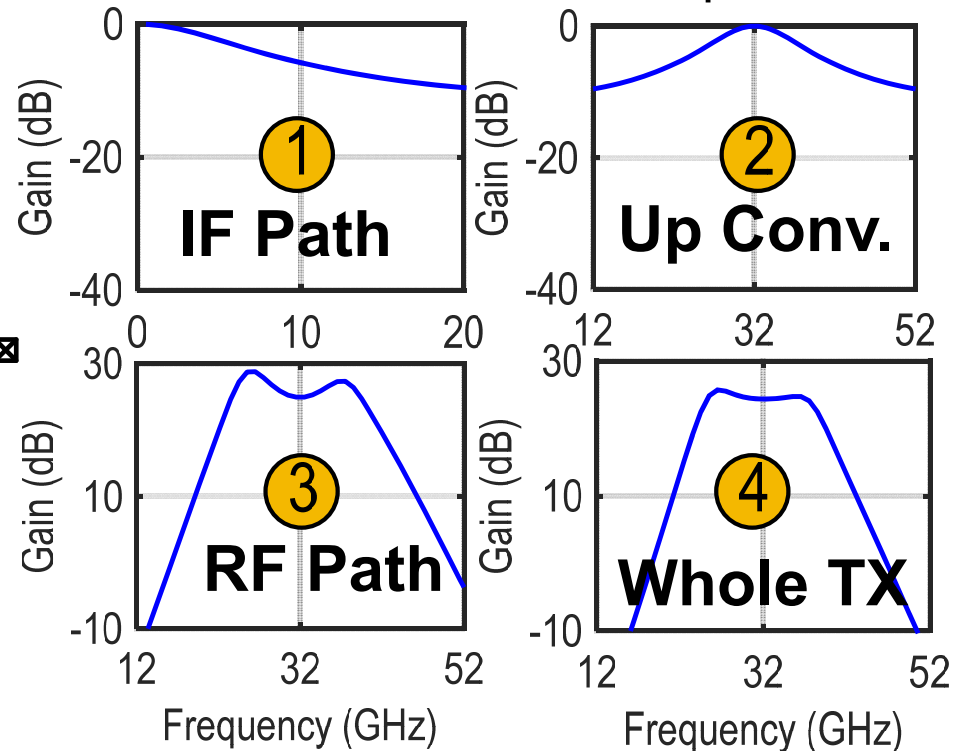 0
-20
-40
Gain (dB)
1
IF Path
0
10
20
0
-20
-40
Gain (dB)
2
Up Conv.
12
32
52
30
10
-10
Gain (dB)
3
RF Path
12
32
52
Frequency (GHz)
30
10
-10
Gain (dB)
4
Whole TX
12
32
52
Frequency (GHz)